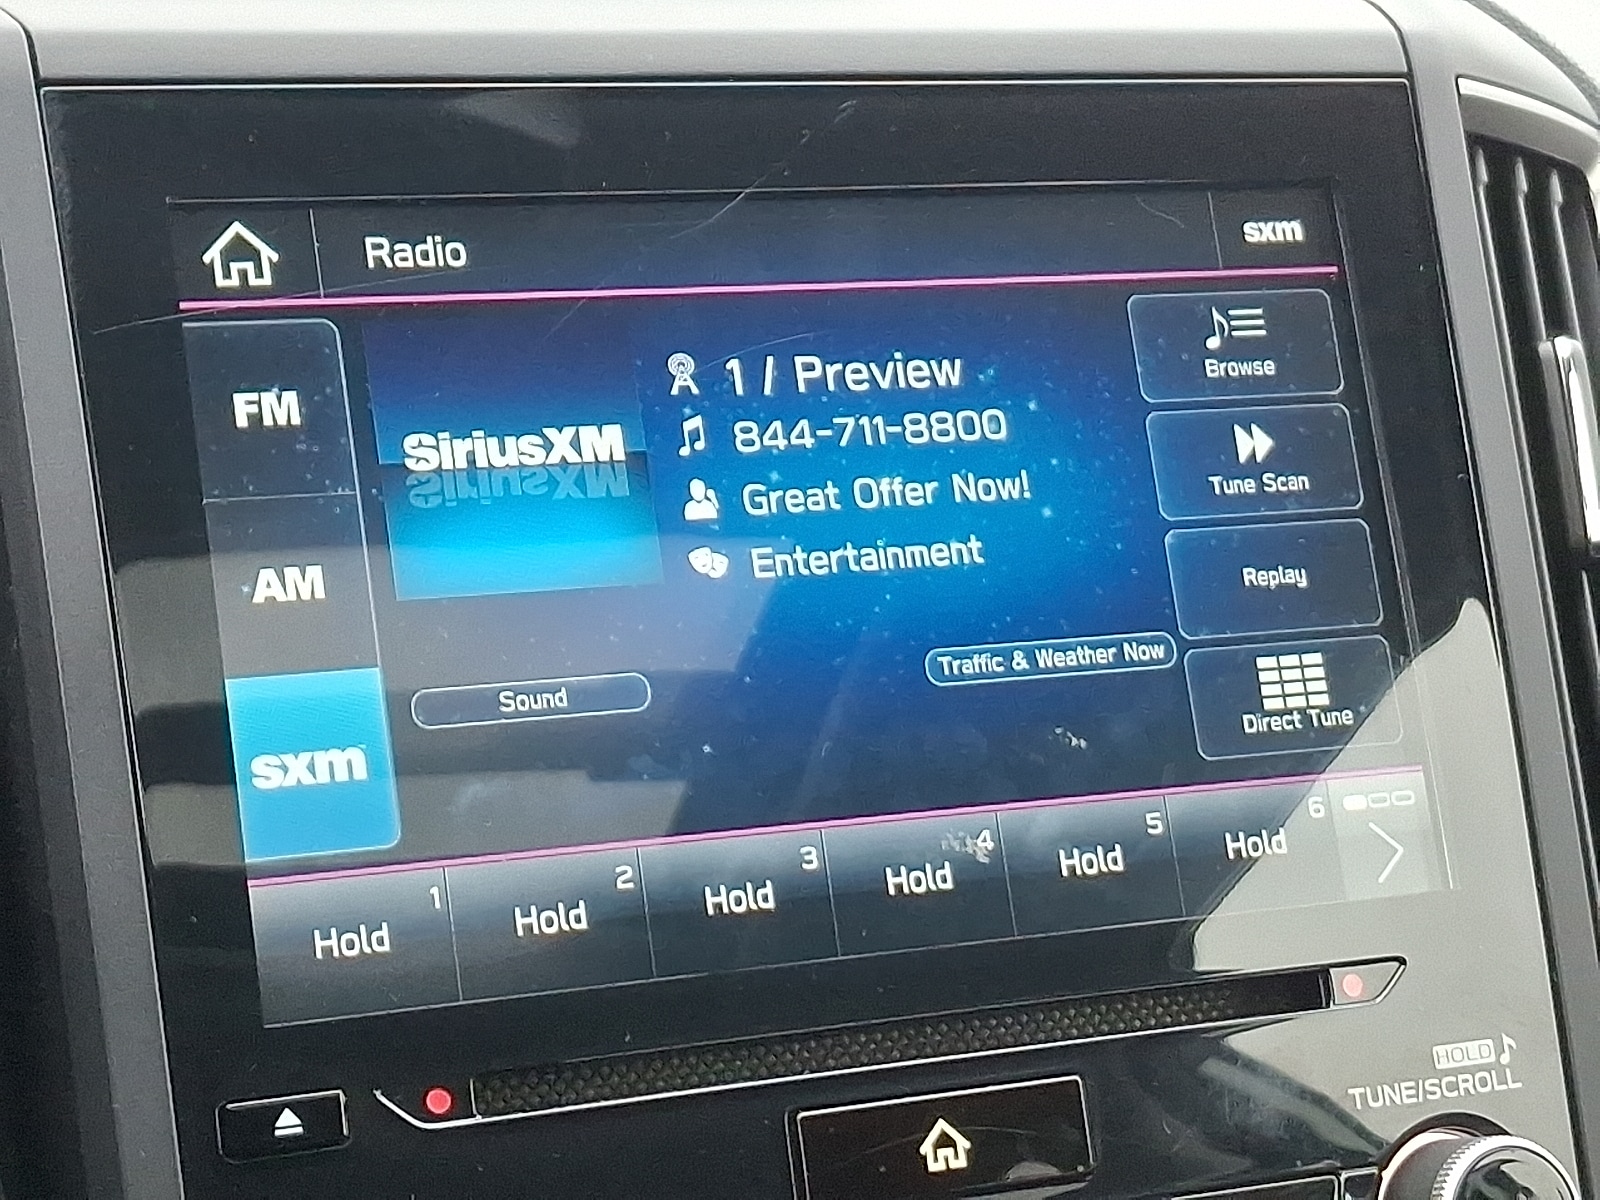 Radio
sxm
FM
AM
sxm
SiriusXM
1 / Preview
844-711-8800
Great Offer Now!
Entertainment
Sound
Traffic & Weather Now
Browse
Tune Scan
Replay
Direct Tune
1
Hold
2
Hold
3
Hold
4
Hold
5
Hold
6
Hold
HOLD
TUNE/SCROLL